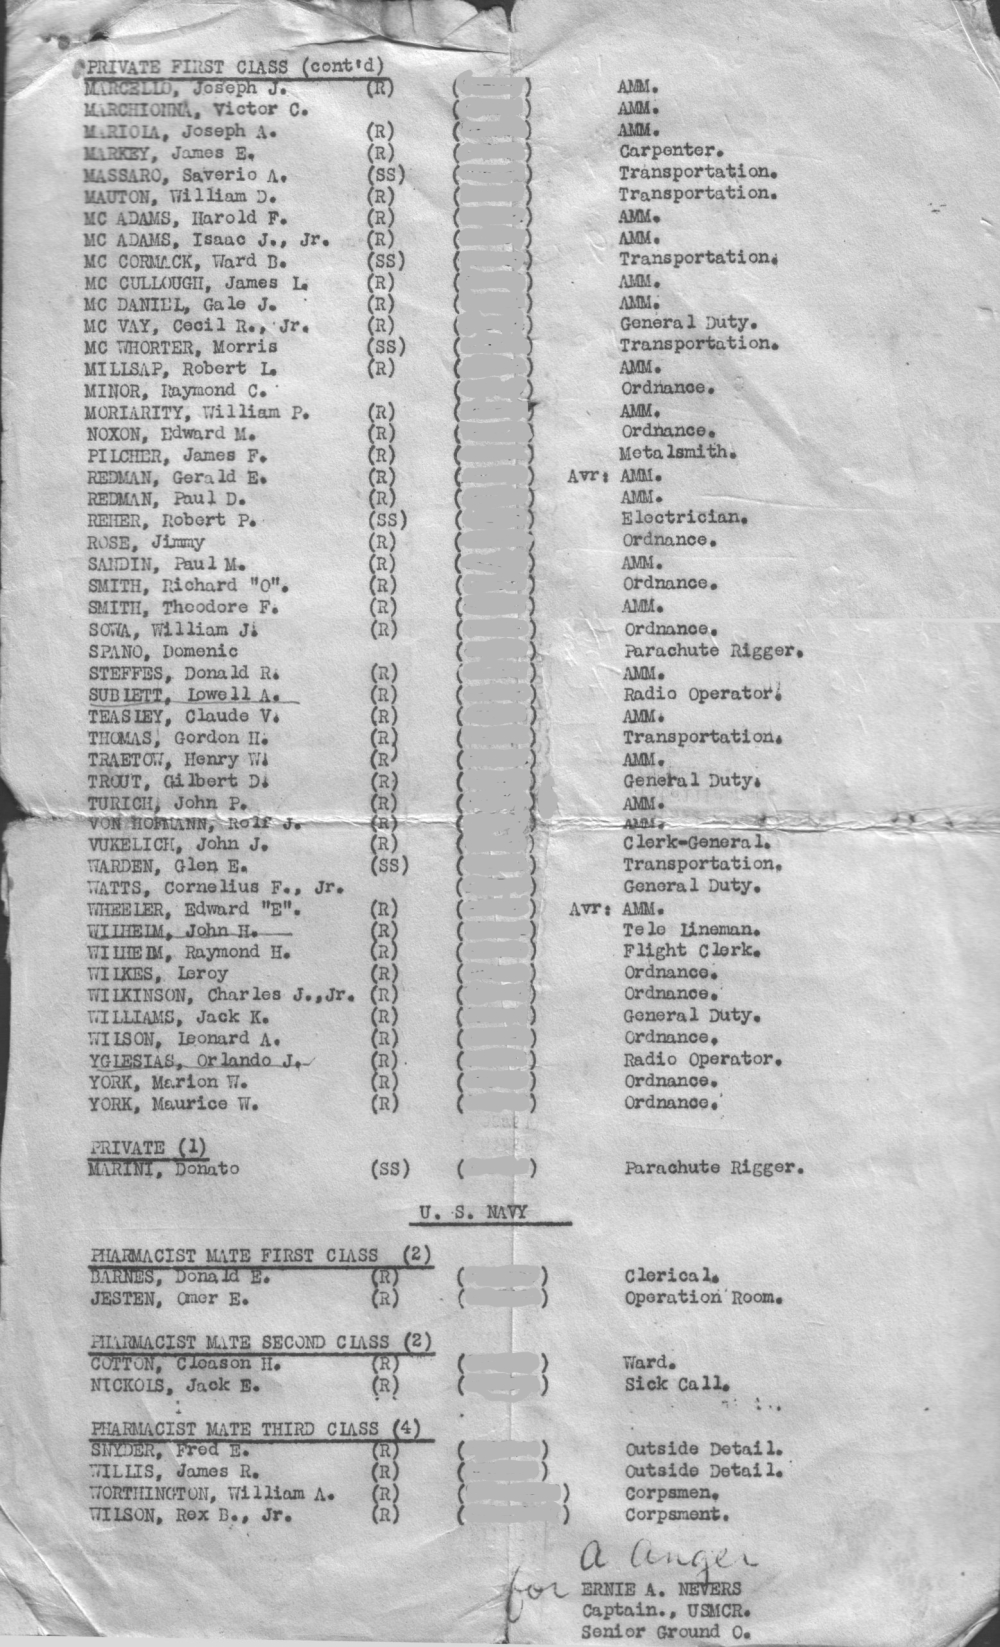 PRIVATE FIRST CLASS (cont'd)
MARCELLO, Joseph J. (R) ( ) AMM.
MARCHIONNA, Victor C. ( ) AMM.
MARIOLA, Joseph A. (R) ( ) AMM.
MARKEY, James E. (R) ( ) Carpenter.
MASSARO, Saverio A. (SS) ( ) Transportation.
MAUTON, William D. (R) ( ) Transportation.
MC ADAMS, Harold F. (R) ( ) AMM.
MC ADAMS, Isaac J., Jr. (R) ( ) AMM.
MC CORMACK, Ward B. (SS) ( ) Transportation.
MC CULLOUGH, James L. (R) ( ) AMM.
MC DANIEL, Gale J. (R) ( ) AMM.
MC VAY, Cecil R., Jr. (R) ( ) General Duty.
MC WHORTER, Morris (SS) ( ) Transportation.
MILLSAP, Robert L. (R) ( ) AMM.
MINOR, Raymond C. ( ) Ordnance.
MORIARITY, William P. (R) ( ) AMM.
NOXON, Edward M. (R) ( ) Ordnance.
PILCHER, James F. (R) ( ) Metalsmith.
REDMAN, Gerald E. (R) ( ) Avr: AMM.
REDMAN, Paul D. (R) ( ) AMM.
REHER, Robert P. (SS) ( ) Electrician.
ROSE, Jimmy (R) ( ) Ordnance.
SANDIN, Paul M. (R) ( ) AMM.
SMITH, Richard "O". (R) ( ) Ordnance.
SMITH, Theodore F. (R) ( ) AMM.
SOWA, William J. (R) ( ) Ordnance.
SPANO, Domenic ( ) Parachute Rigger.
STEFFES, Donald R. (R) ( ) AMM.
SUBLETT, Lowell A. (R) ( ) Radio Operator.
TEASLEY, Claude V. (R) ( ) AMM.
THOMAS, Gordon H. (R) ( ) Transportation.
TRAETOW, Henry W. (R) ( ) AMM.
TROUT, Gilbert D. (R) ( ) General Duty.
TURICH, John P. (R) ( ) AMM.
VON HOFMANN, Rolf J. (R) ( ) AMM.
VUKELICH, John J. (R) ( ) Clerk-General.
WARDEN, Glen E. (SS) ( ) Transportation.
WATTS, Cornelius F., Jr. ( ) General Duty.
WHEELER, Edward "E". (R) ( ) Avr: AMM.
WILHELM, John H. (R) ( ) Tele Lineman.
WILHELM, Raymond H. (R) ( ) Flight Clerk.
WILKES, Leroy (R) ( ) Ordnance.
WILKINSON, Charles J.,Jr. (R) ( ) Ordnance.
WILLIAMS, Jack K. (R) ( ) General Duty.
WILSON, Leonard A. (R) ( ) Ordnance.
YGLESIAS, Orlando J. (R) ( ) Radio Operator.
YORK, Marion W. (R) ( ) Ordnance.
YORK, Maurice W. (R) ( ) Ordnance.
PRIVATE (1)
MARINI, Donato (SS) ( ) Parachute Rigger.
U. S. NAVY
PHARMACIST MATE FIRST CLASS (2)
BARNES, Donald E. (R) ( ) Clerical.
JESTEN, Omer E. (R) ( ) Operation Room.
PHARMACIST MATE SECOND CLASS (2)
COTTON, Cleason H. (R) ( ) Ward.
NICKOLS, Jack E. (R) ( ) Sick Call.
PHARMACIST MATE THIRD CLASS (4)
SNYDER, Fred E. (R) ( ) Outside Detail.
WILLIS, James R. (R) ( ) Outside Detail.
WORTHINGTON, William A. (R) ( ) Corpsmen.
WILSON, Rex B., Jr. (R) ( ) Corpsment.
A Anger
for ERNIE A. NEVERS
Captain., USMCR.
Senior Ground O.